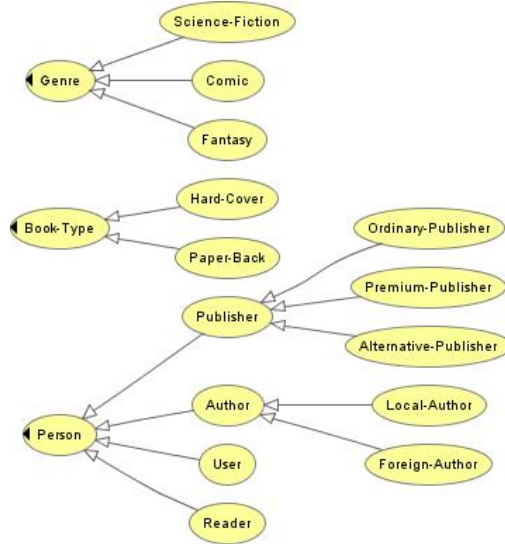 Science-Fiction
Genre
Comic
Fantasy
Hard-Cover
Book-Type
Paper-Back
Ordinary-Publisher
Premium-Publisher
Publisher
Alternative-Publisher
Author
Local-Author
Person
User
Foreign-Author
Reader